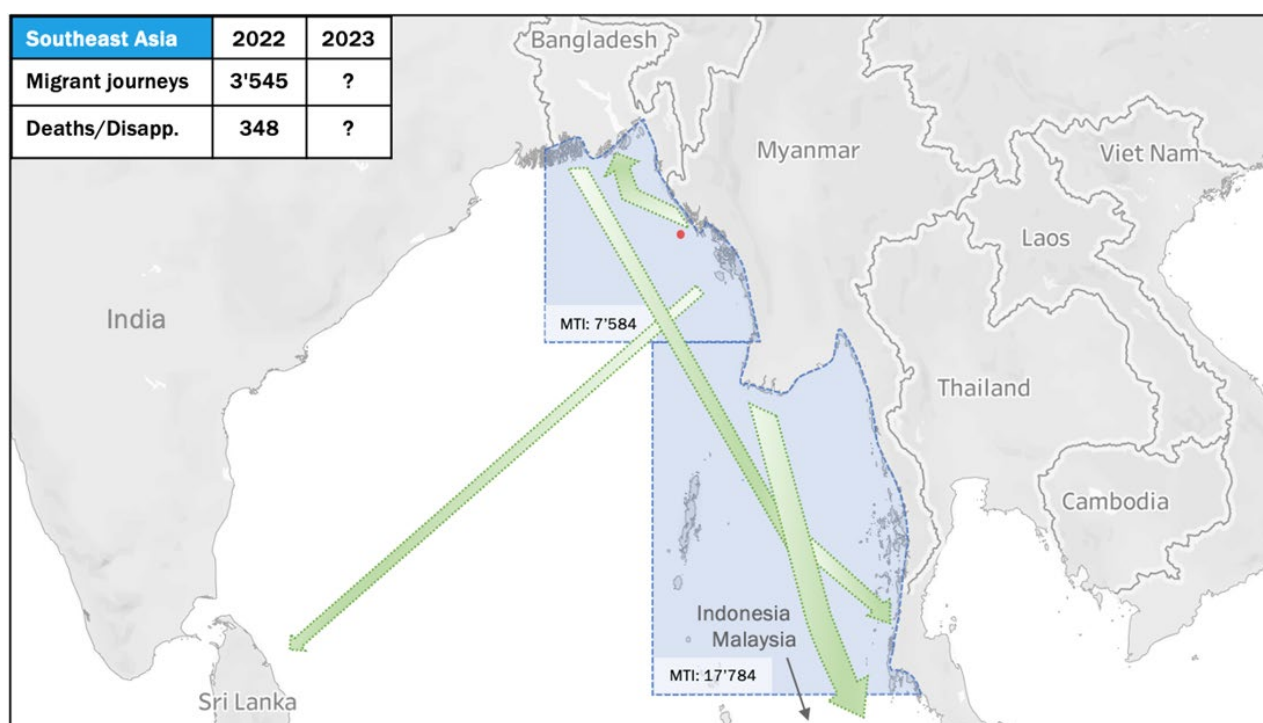 Southeast Asia 2022 2023
Migrant journeys 3'545 ?
Deaths/Disapp. 348 ?
Bangladesh
Myanmar
Viet Nam
Laos
India
MTI: 7'584
Thailand
Cambodia
Indonesia
Malaysia
MTI: 17'784
Sri Lanka